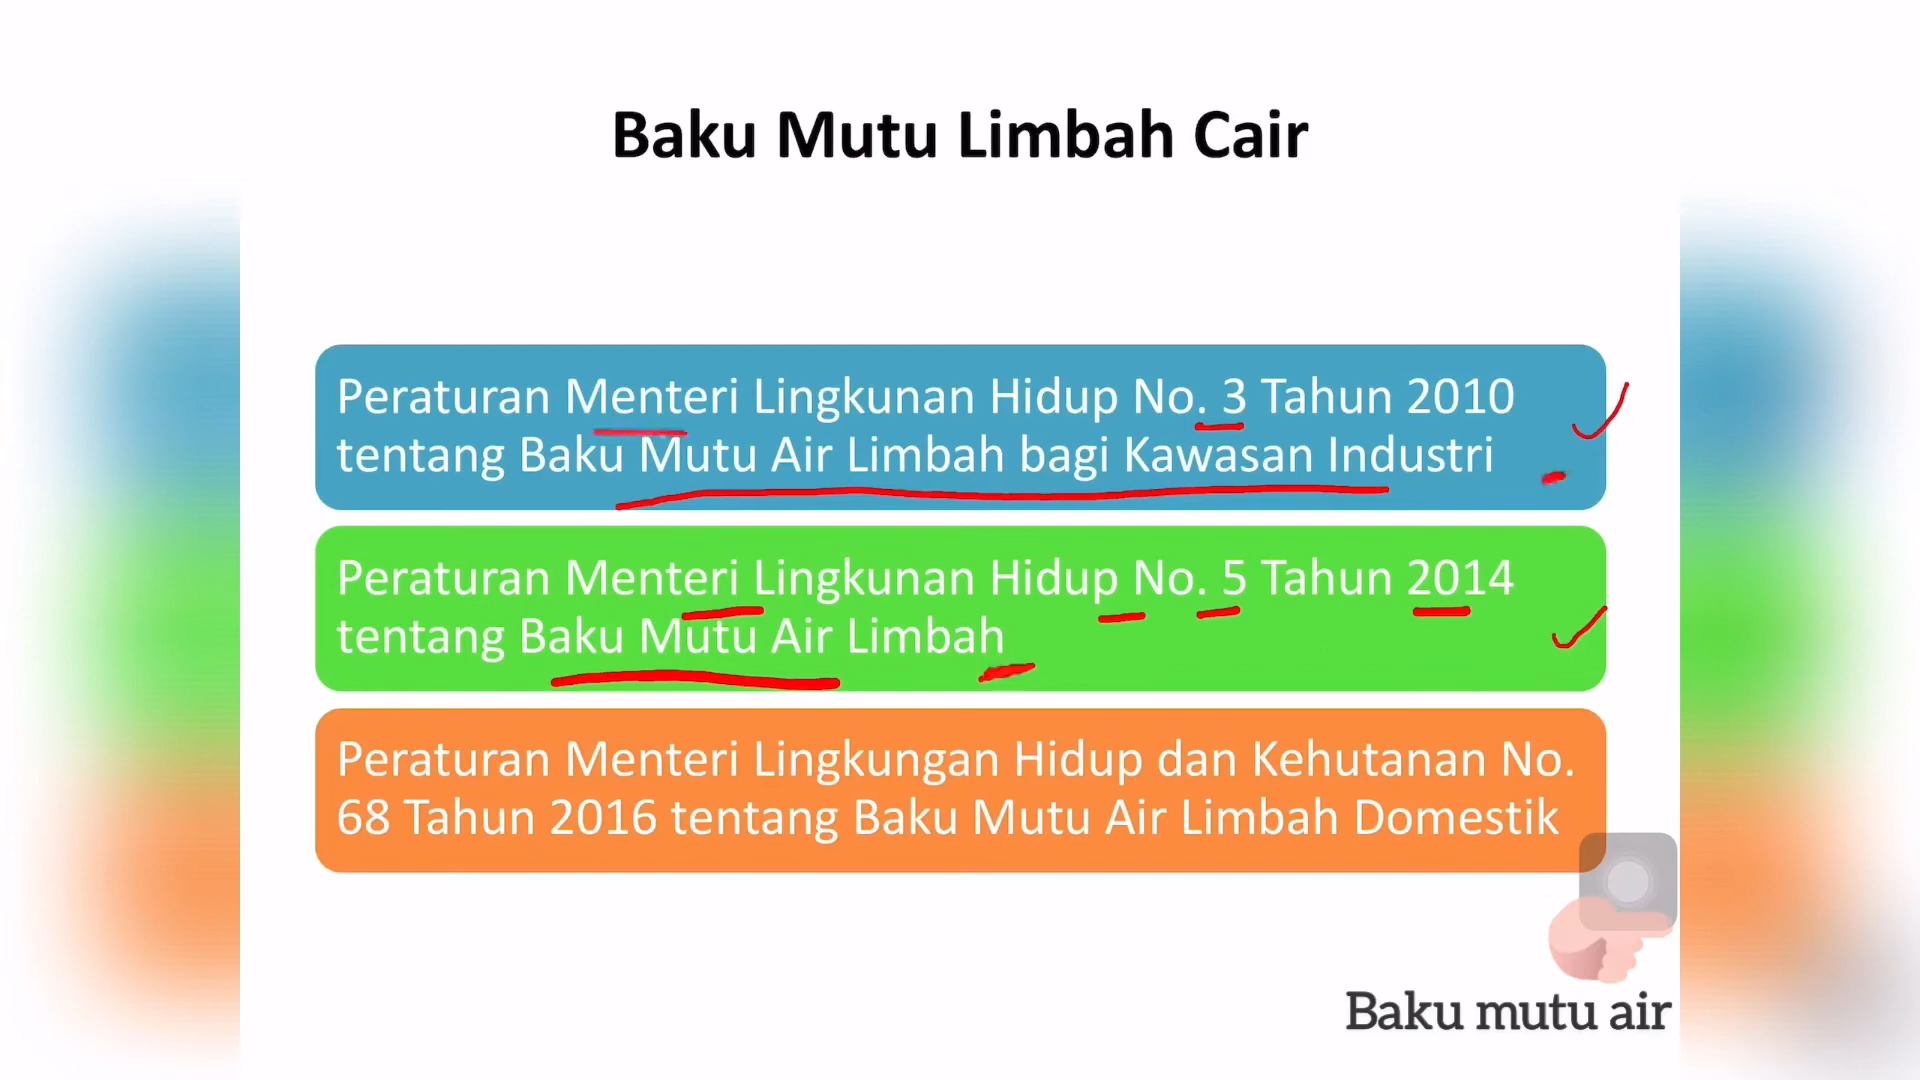 Baku Mutu Limbah Cair
Peraturan Menteri Lingkunan Hidup No. 3 Tahun 2010
tentang Baku Mutu Air Limbah bagi Kawasan Industri
Peraturan Menteri Lingkunan Hidup No. 5 Tahun 2014
tentang Baku Mutu Air Limbah
Peraturan Menteri Lingkungan Hidup dan Kehutanan No.
68 Tahun 2016 tentang Baku Mutu Air Limbah Domestik
Baku mutu air